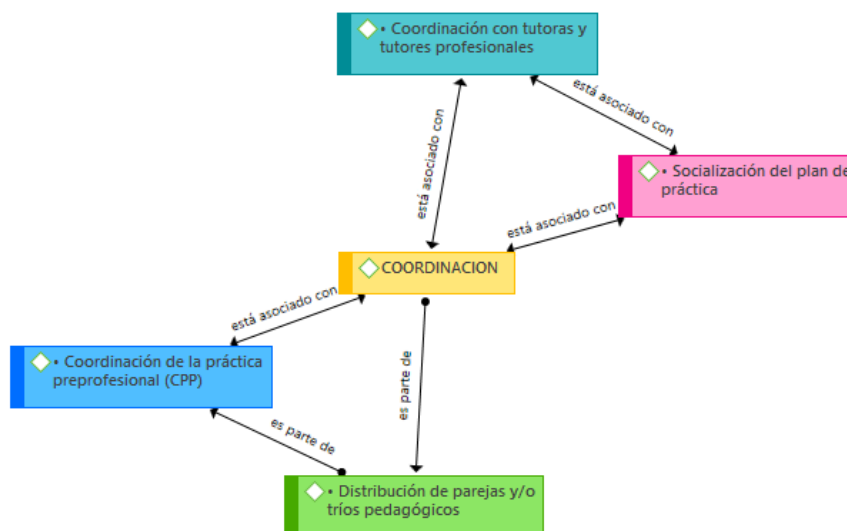 • Coordinación con tutoras y
tutores profesionales
está asociado con
está asociado con
• Socialización del plan de
práctica
está asociado con
COORDINACION
está asociado con
• Coordinación de la práctica
preprofesional (CPP)
es parte de
es parte de
• Distribución de parejas y/o
tríos pedagógicos